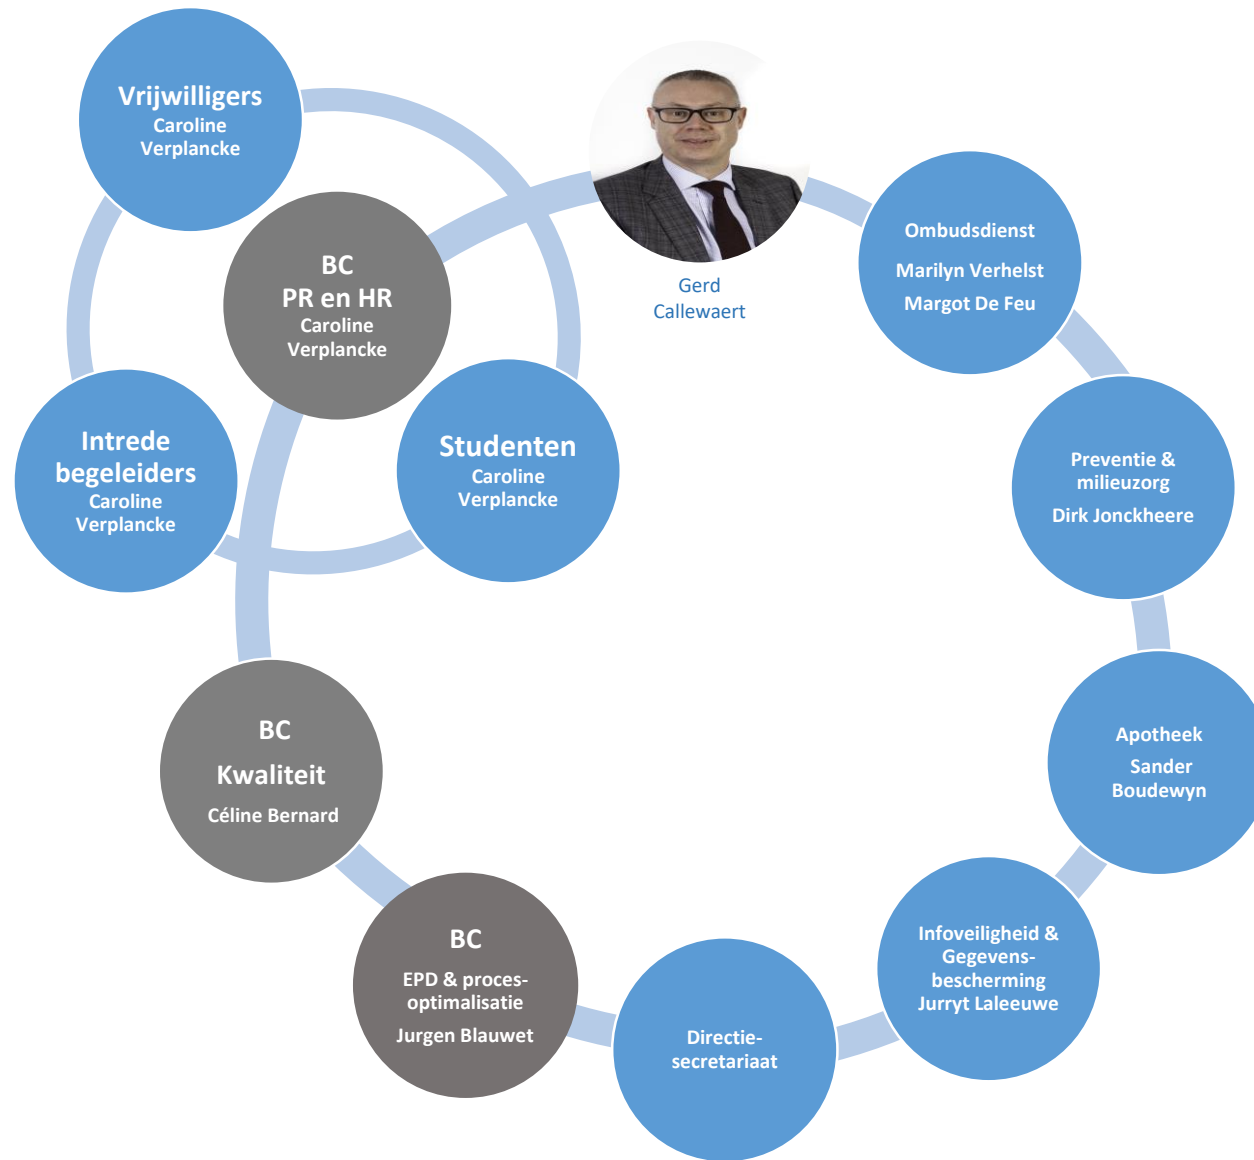 Vrijwilligers
Caroline
Verplancke
BC
PR en HR
Caroline
Verplancke
Intrede
begeleiders
Caroline
Verplancke
Studenten
Caroline
Verplancke
Gerd
Callewaert
Ombudsdienst
Marilyn Verhelst
Margot De Feu
Preventie &
milieuzorg
Dirk Jonckheere
Apotheek
Sander
Boudewyn
Infoveiligheid &
Gegevens-
bescherming
Jurryt Laleeuwe
Directie-
secretariaat
BC
EPD & proces-
optimalisatie
Jurgen Blauwet
BC
Kwaliteit
Céline Bernard